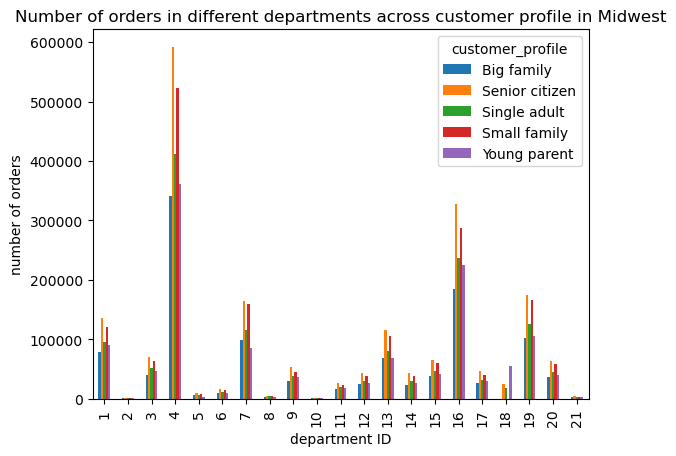 Number of orders in different departments across customer profile in Midwest
600000
500000
400000
300000
200000
100000
0
number of orders
customer_profile
Big family
Senior citizen
Single adult
Small family
Young parent
1 2 3 4 5 6 7 8 9 10 11 12 13 14 15 16 17 18 19 20 21
department ID